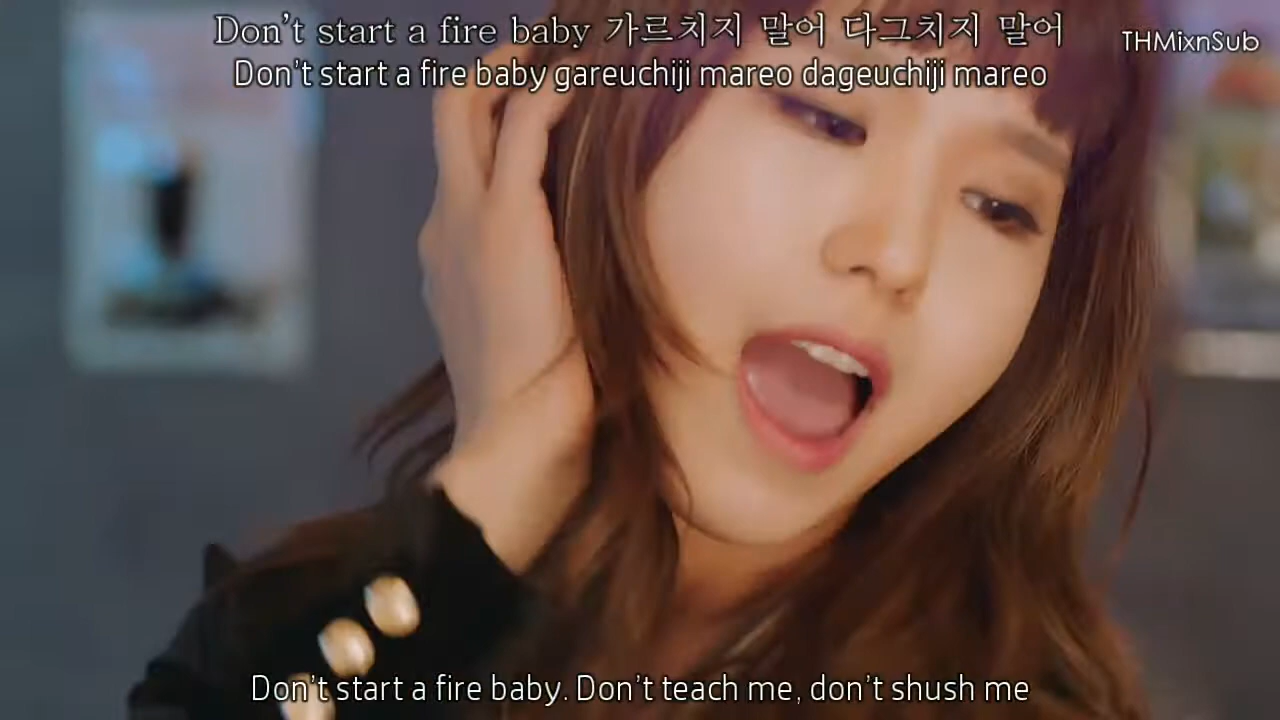 Don't start a fire baby 가르치지 말어 다그치지 말어
THMixnSub
Don't start a fire baby gareuchiji mareo dageuchiji mareo
Don't start a fire baby. Don't teach me, don't shush me